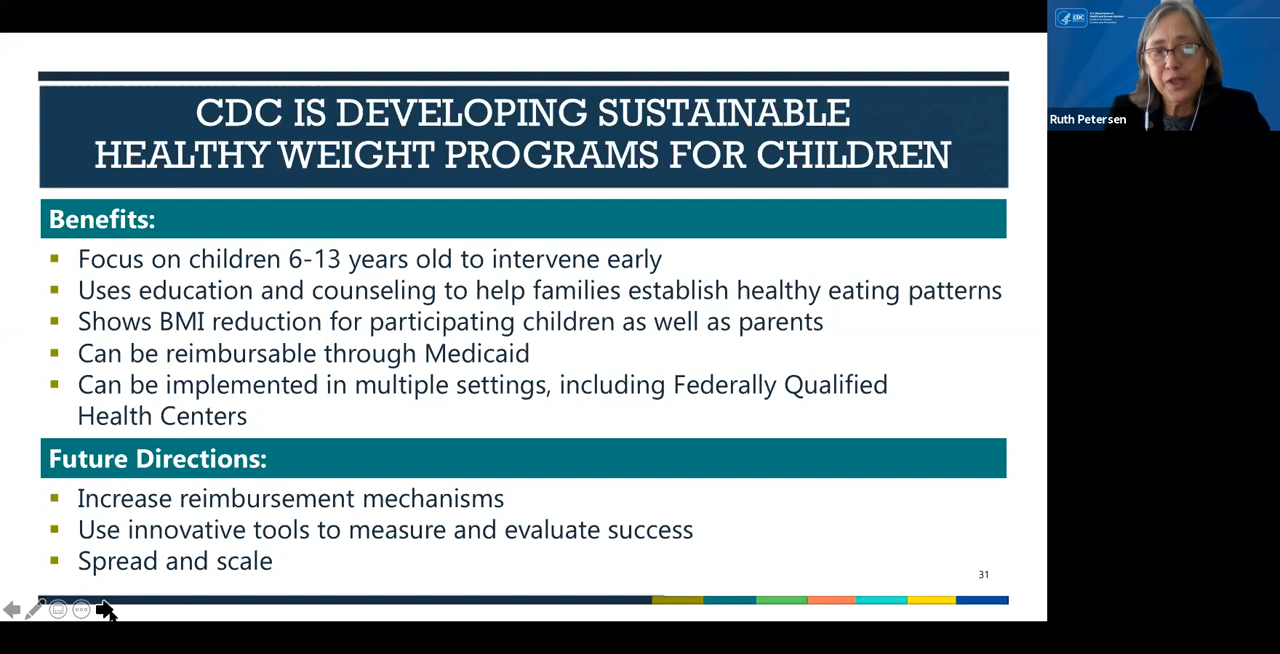 CDC IS DEVELOPING SUSTAINABLE
HEALTHY WEIGHT PROGRAMS FOR CHILDREN
Benefits:
Focus on children 6-13 years old to intervene early
Uses education and counseling to help families establish healthy eating patterns
Shows BMI reduction for participating children as well as parents
Can be reimbursable through Medicaid
Can be implemented in multiple settings, including Federally Qualified
Health Centers
Future Directions:
Increase reimbursement mechanisms
Use innovative tools to measure and evaluate success
Spread and scale
31
CDC
Ruth Petersen